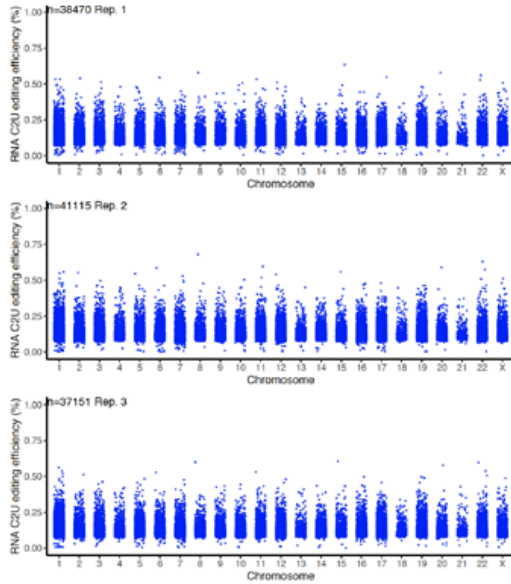 n=38470 Rep. 1
RNA C2U editing efficiency (%)
1.00
0.75
0.50
0.25
0.00
1 2 3 4 5 6 7 8 9 10 11 12 13 14 15 16 17 18 19 20 21 22 X
Chromosome
n=41115 Rep. 2
RNA C2U editing efficiency (%)
1.00
0.75
0.50
0.25
0.00
1 2 3 4 5 6 7 8 9 10 11 12 13 14 15 16 17 18 19 20 21 22 X
Chromosome
n=37151 Rep. 3
RNA C2U editing efficiency (%)
1.00
0.75
0.50
0.25
0.00
1 2 3 4 5 6 7 8 9 10 11 12 13 14 15 16 17 18 19 20 21 22 X
Chromosome